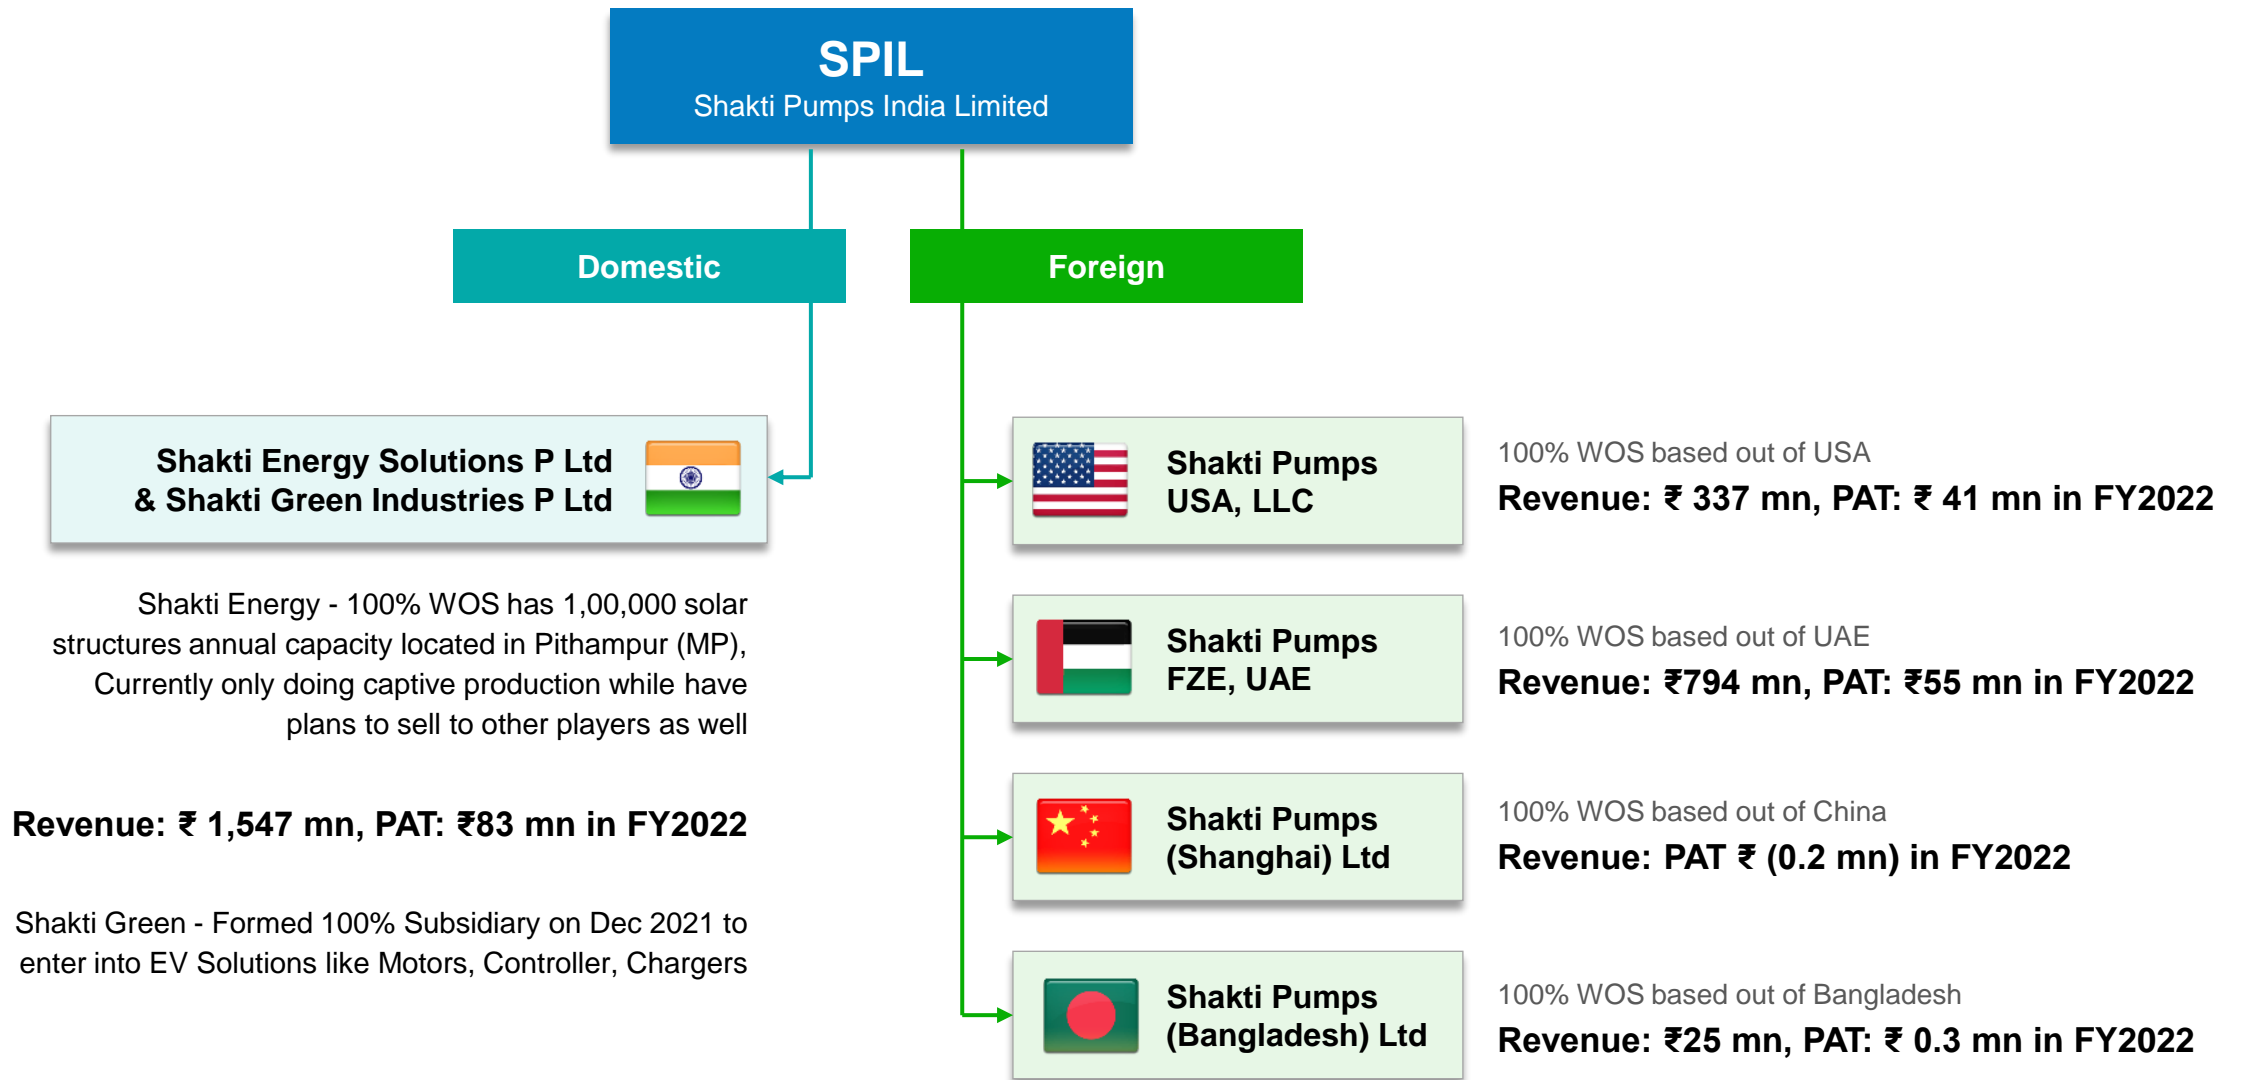 SPIL
Shakti Pumps India Limited
Domestic
Foreign
Shakti Energy Solutions P Ltd
& Shakti Green Industries P Ltd
Shakti Energy - 100% WOS has 1,00,000 solar
structures annual capacity located in Pithampur (MP),
Currently only doing captive production while have
plans to sell to other players as well
Revenue: ₹ 1,547 mn, PAT: ₹83 mn in FY2022
Shakti Green - Formed 100% Subsidiary on Dec 2021 to
enter into EV Solutions like Motors, Controller, Chargers
Shakti Pumps
USA, LLC
100% WOS based out of USA
Revenue: ₹ 337 mn, PAT: ₹ 41 mn in FY2022
Shakti Pumps
FZE, UAE
100% WOS based out of UAE
Revenue: ₹794 mn, PAT: ₹55 mn in FY2022
Shakti Pumps
(Shanghai) Ltd
100% WOS based out of China
Revenue: PAT ₹ (0.2 mn) in FY2022
Shakti Pumps
(Bangladesh) Ltd
100% WOS based out of Bangladesh
Revenue: ₹25 mn, PAT: ₹ 0.3 mn in FY2022